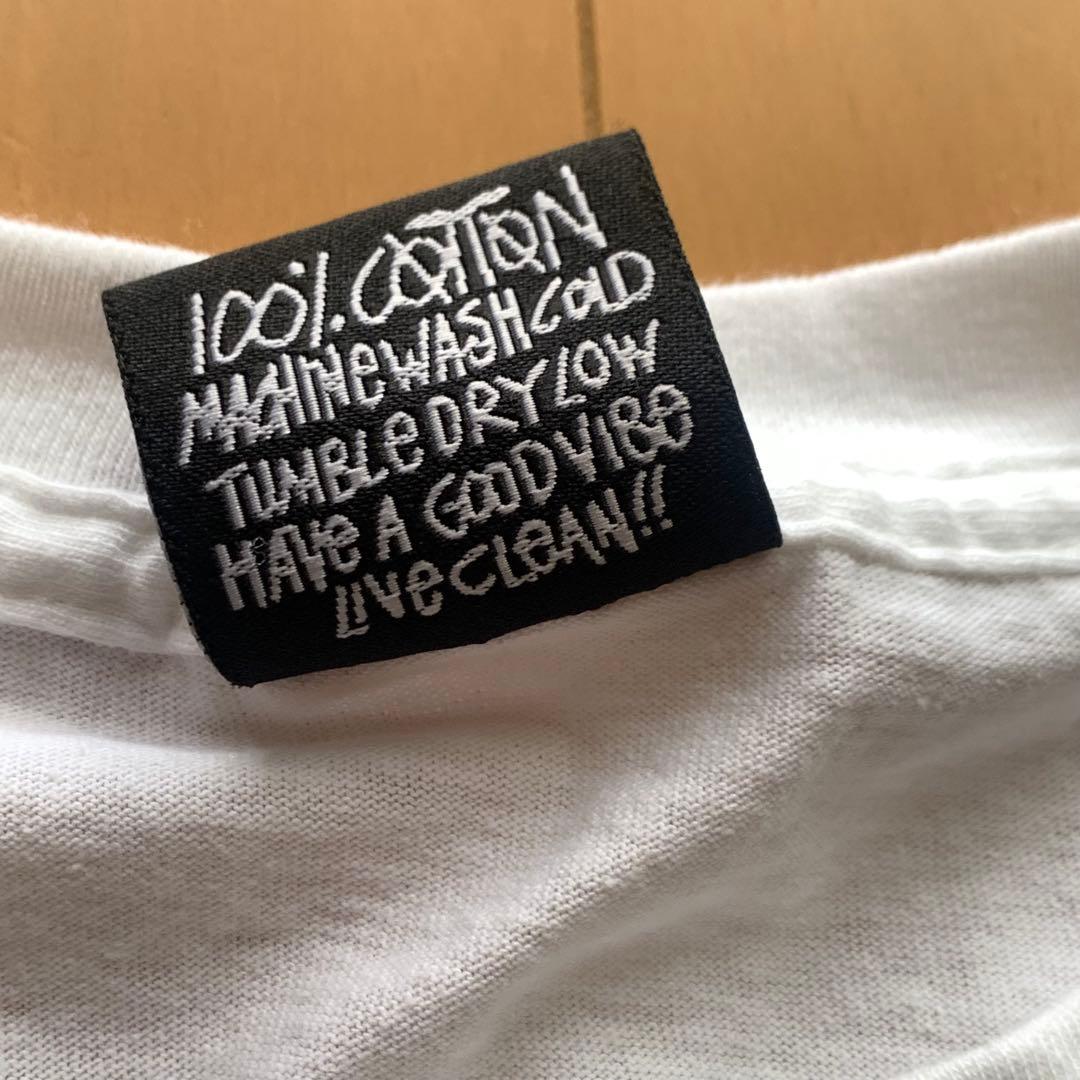 100% COTTON
MACHINE WASH COLD
TUMBLE DRY LOW
HAVE A GOOD VIBE
LIVE CLEAN!!